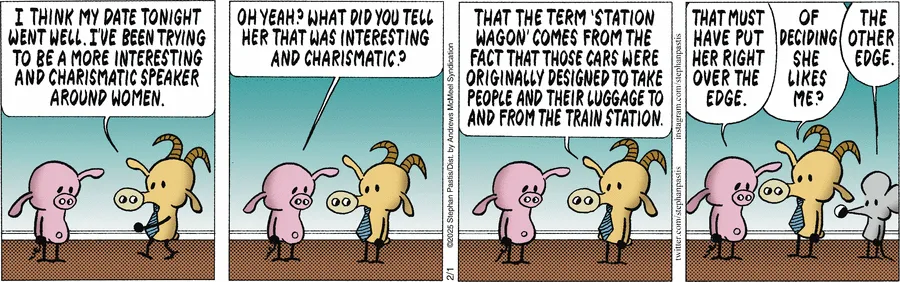 I THINK MY DATE TONIGHT
WENT WELL. I'VE BEEN TRYING
TO BE A MORE INTERESTING
AND CHARISMATIC SPEAKER
AROUND WOMEN.
OH YEAH? WHAT DID YOU TELL
HER THAT WAS INTERESTING
AND CHARISMATIC?
©2025 Stephan Pastis/Dist. by Andrews McMeel Syndication
2/1
THAT THE TERM 'STATION
WAGON' COMES FROM THE
FACT THAT THOSE CARS WERE
ORIGINALLY DESIGNED TO TAKE
PEOPLE AND THEIR LUGGAGE TO
AND FROM THE TRAIN STATION.
twitter.com/stephanpastis
instagram.com/stephanpastis
THAT MUST
HAVE PUT
HER RIGHT
OVER THE
EDGE.
OF
DECIDING
SHE
LIKES
ME?
THE
OTHER
EDGE.